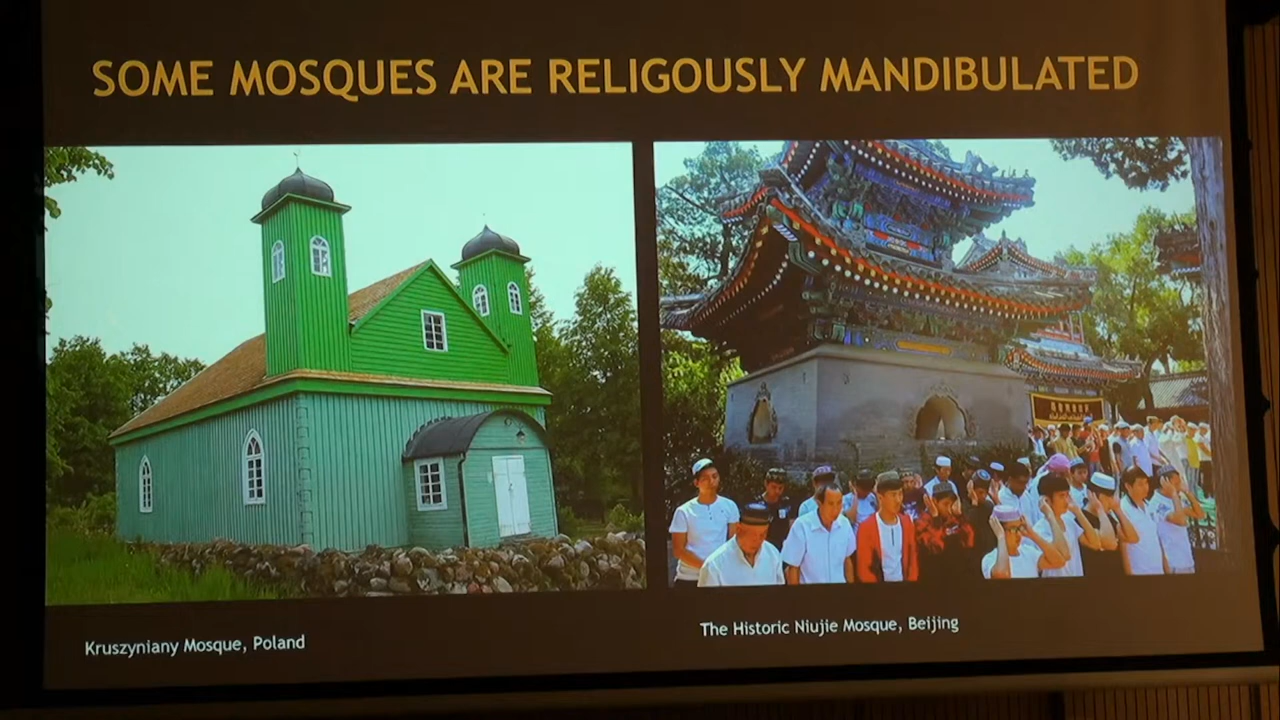 SOME MOSQUES ARE RELIGOUSLY MANDIBULATED
Kruszyniany Mosque, Poland
The Historic Niujie Mosque, Beijing